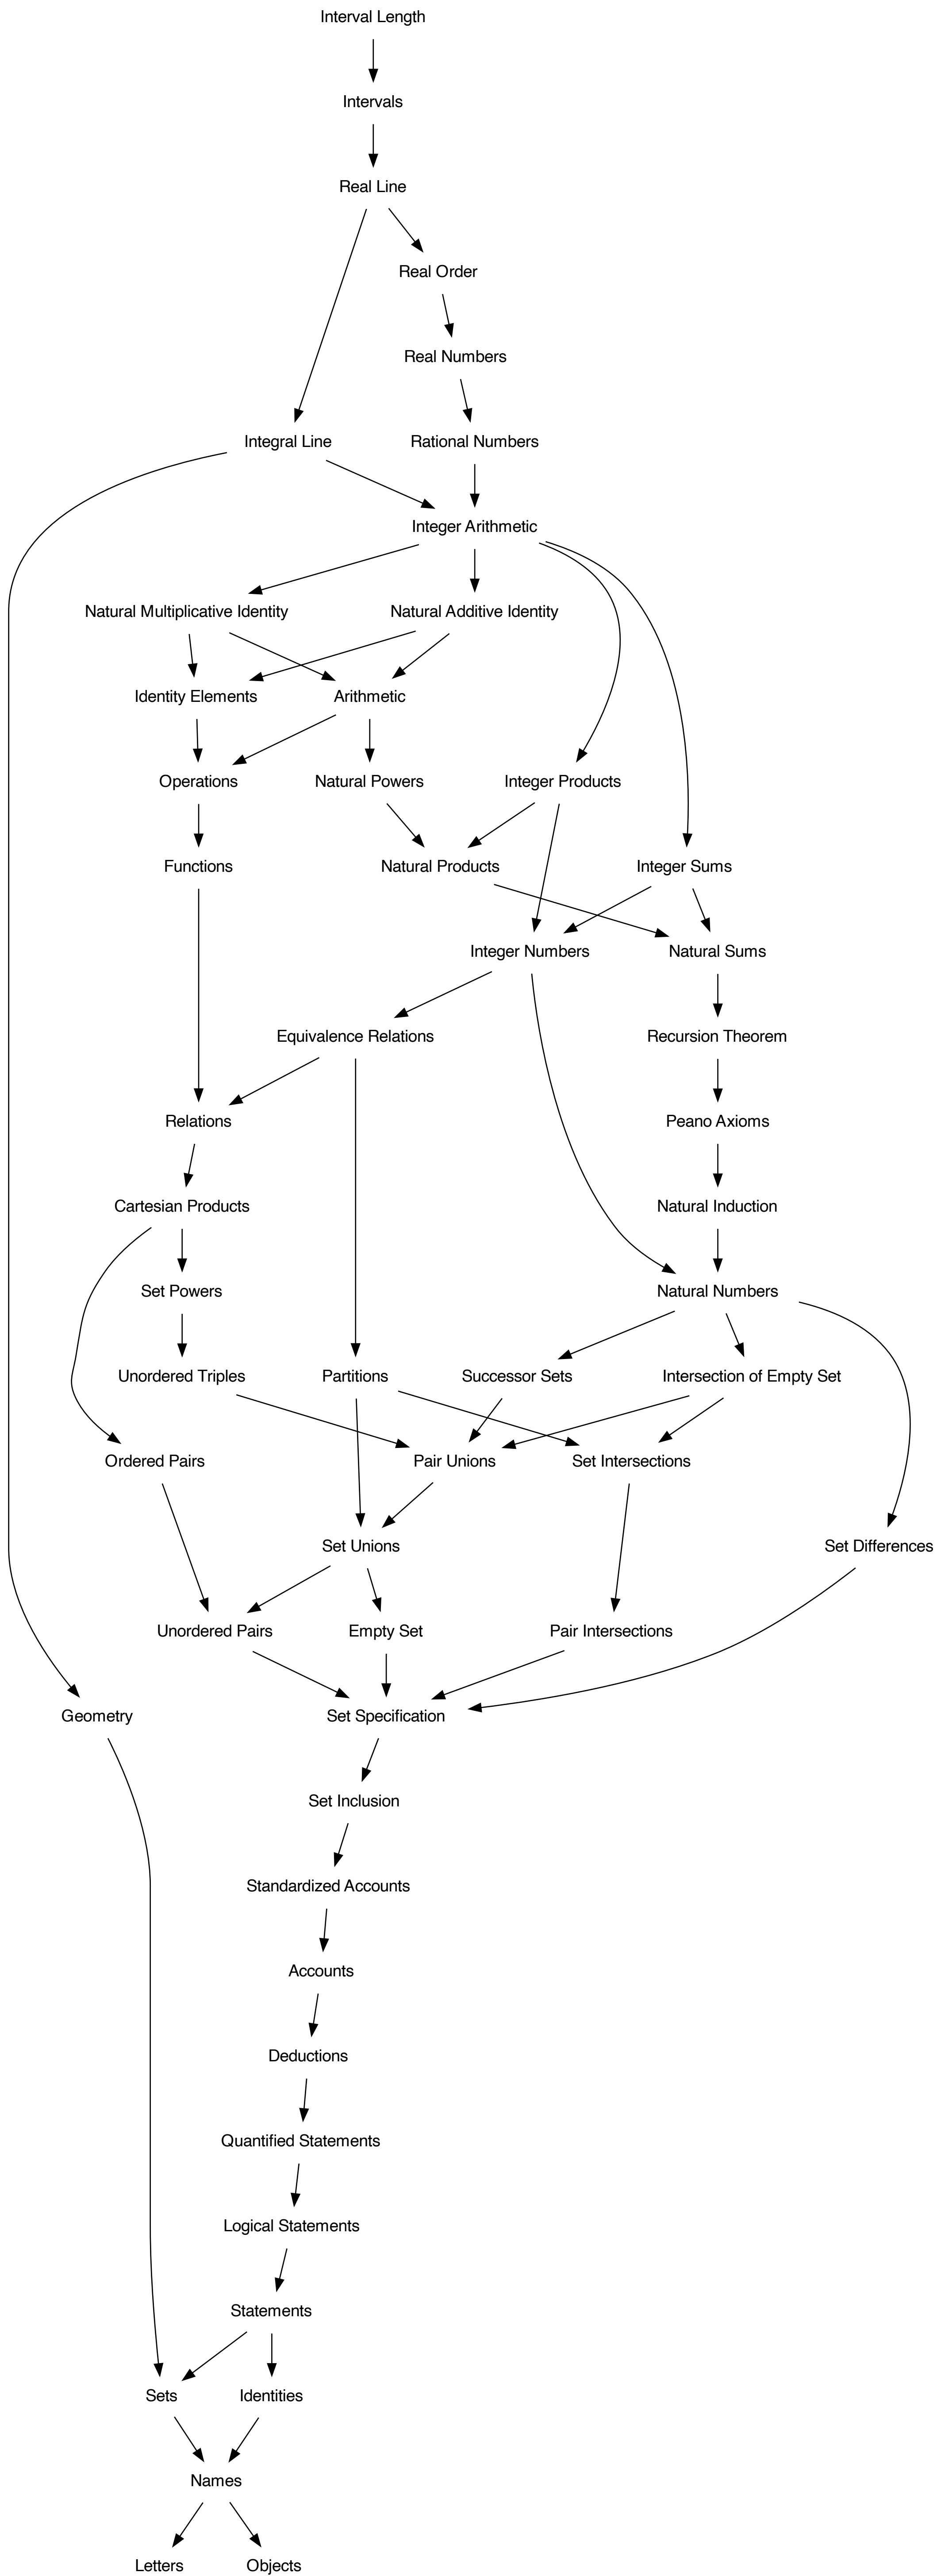 Interval Length
Intervals
Real Line
Real Order
Real Numbers
Integral Line
Rational Numbers
Integer Arithmetic
Natural Multiplicative Identity
Natural Additive Identity
Identity Elements
Arithmetic
Operations
Natural Powers
Integer Products
Functions
Natural Products
Integer Sums
Integer Numbers
Natural Sums
Equivalence Relations
Recursion Theorem
Relations
Peano Axioms
Cartesian Products
Natural Induction
Set Powers
Natural Numbers
Unordered Triples
Partitions
Successor Sets
Intersection of Empty Set
Ordered Pairs
Pair Unions
Set Intersections
Set Unions
Set Differences
Unordered Pairs
Empty Set
Pair Intersections
Geometry
Set Specification
Set Inclusion
Standardized Accounts
Accounts
Deductions
Quantified Statements
Logical Statements
Statements
Sets
Identities
Names
Letters
Objects